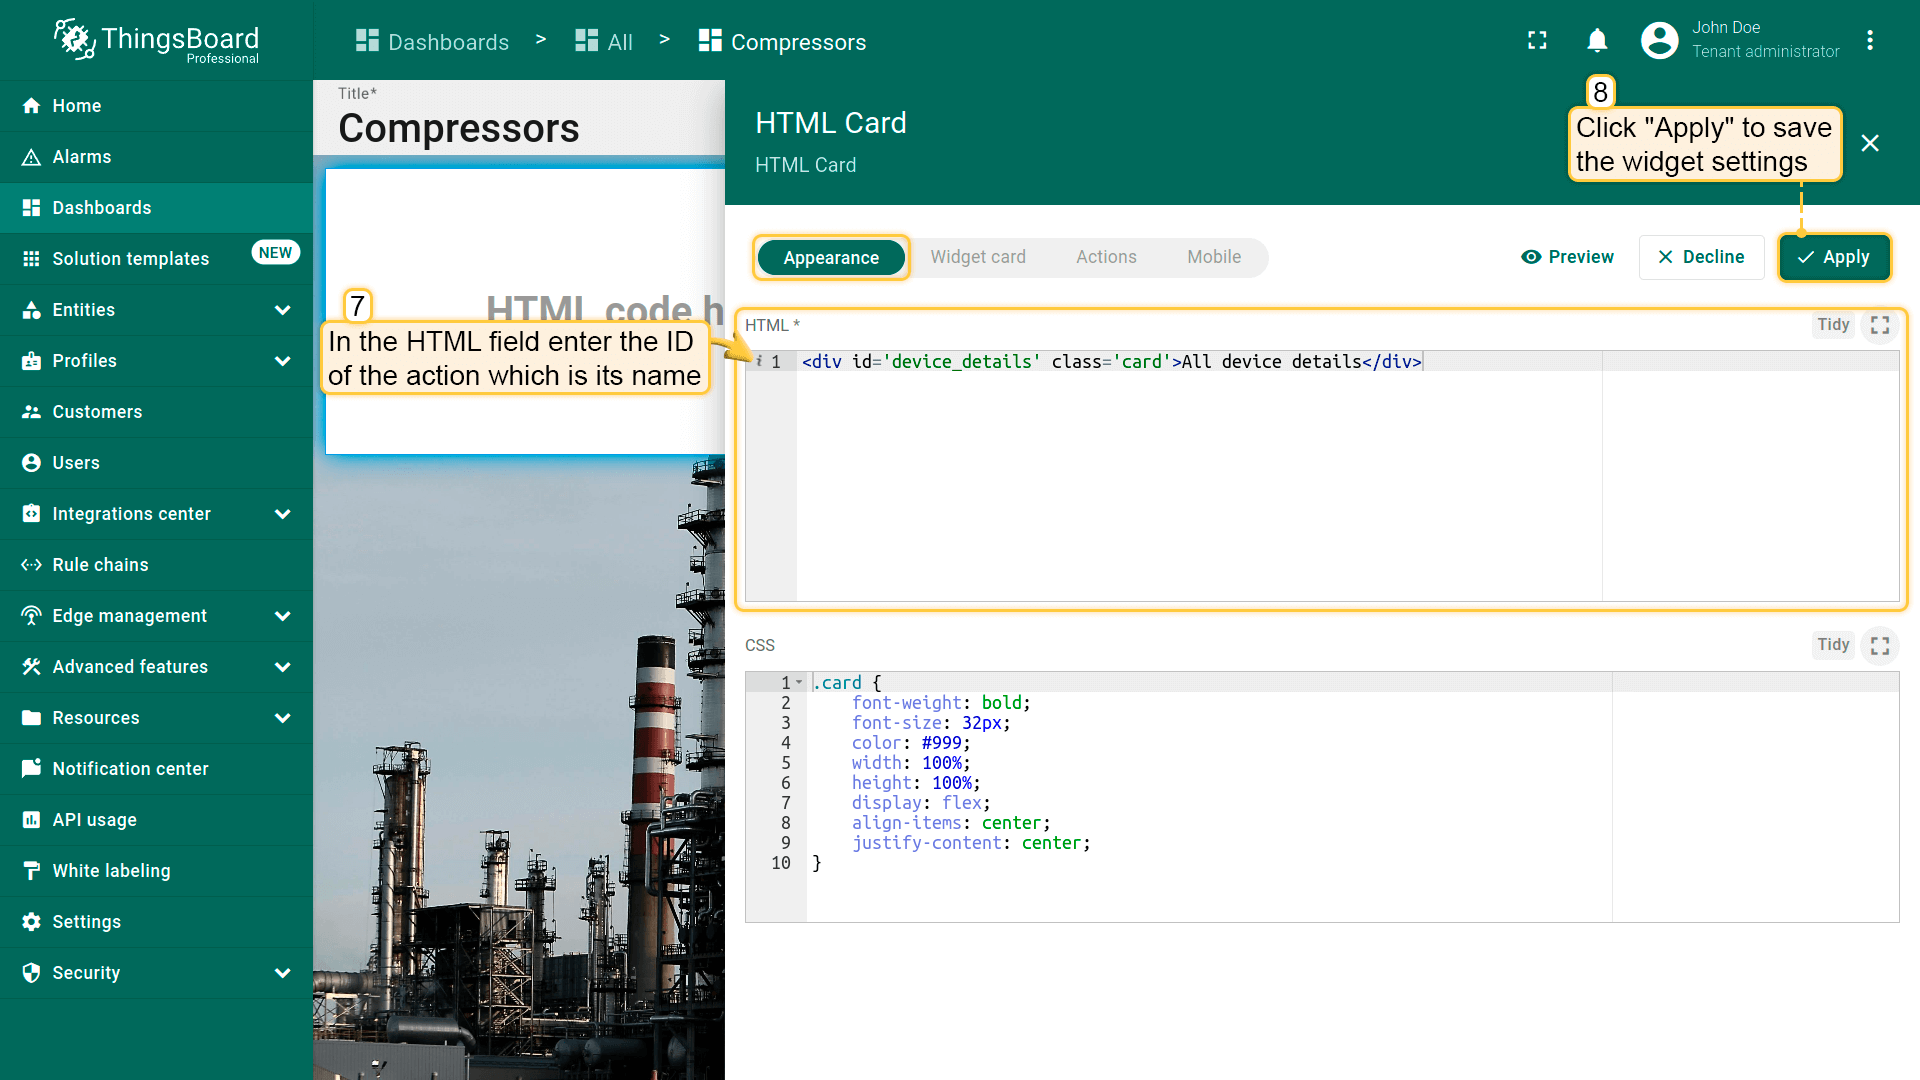 ThingsBoard
Professional
Dashboards > All > Compressors
John Doe
Tenant administrator
Home
Alarms
Dashboards
Solution templates NEW
Entities
Profiles
Customers
Users
Integrations center
Rule chains
Edge management
Advanced features
Resources
Notification center
API usage
White labeling
Settings
Security
Title*
Compressors
HTML code h
7
In the HTML field enter the ID
of the action which is its name
HTML Card
HTML Card
8
Click "Apply" to save
the widget settings
Appearance Widget card Actions Mobile
Preview Decline Apply
HTML * Tidy
i 1 <div id='device_details' class='card'>All device details</div>
CSS Tidy
1 .card {
2 font-weight: bold;
3 font-size: 32px;
4 color: #999;
5 width: 100%;
6 height: 100%;
7 display: flex;
8 align-items: center;
9 justify-content: center;
10 }